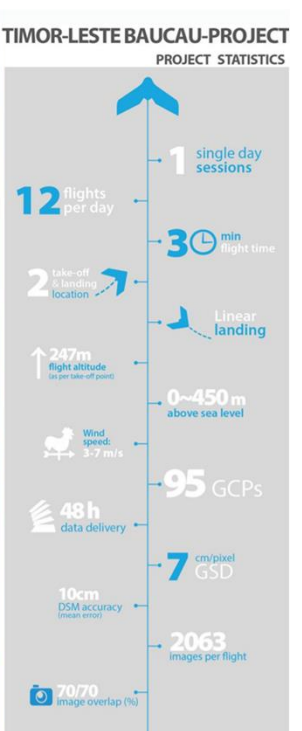 TIMOR-LESTE BAUCAU-PROJECT
PROJECT STATISTICS
1 single day
sessions
12 flights
per day
3 min
flight time
2 take-off
& landing
location
Linear
landing
247m
flight altitude
(as per take-off point)
0~450 m
above sea level
Wind
speed:
3-7 m/s
95 GCPs
48 h
data delivery
7 cm/pixel
GSD
10cm
DSM accuracy
(mean error)
2063
images per flight
70/70
image overlap (%)